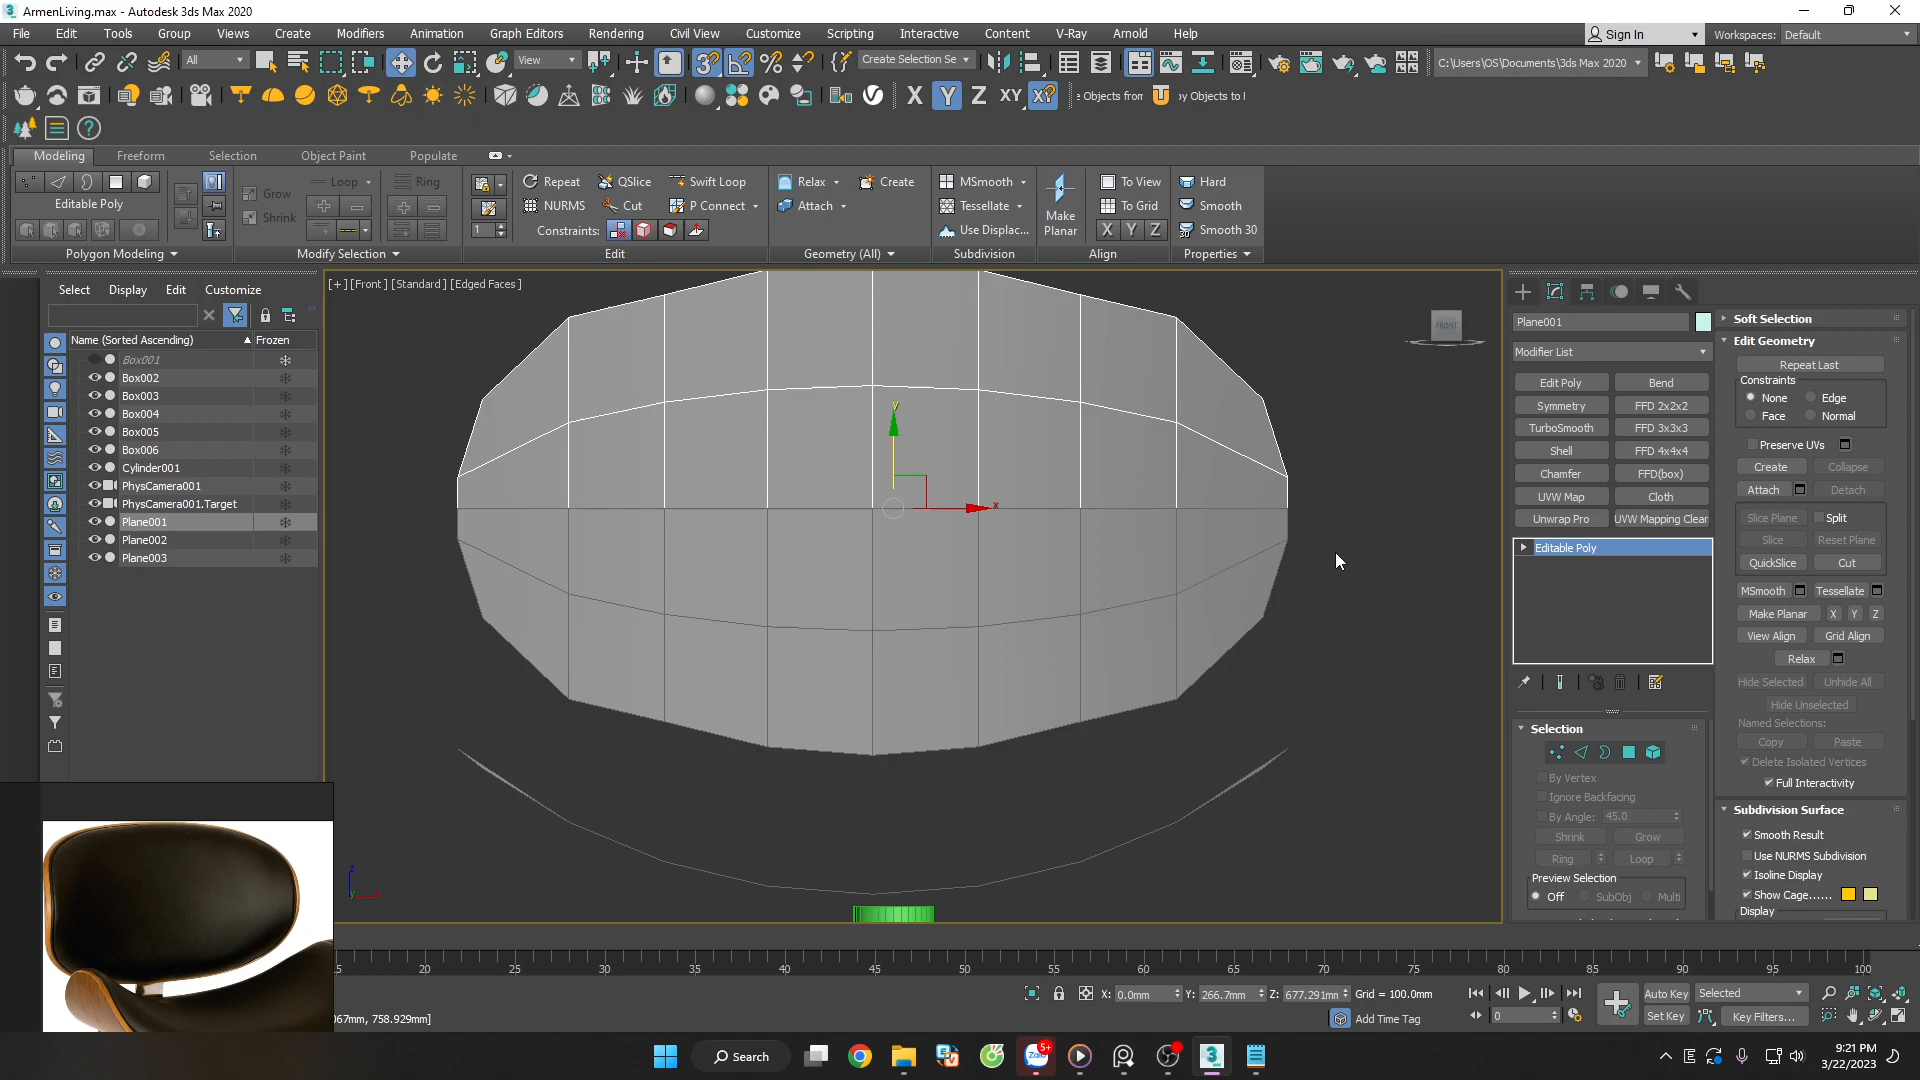 ArmenLiving.max - Autodesk 3ds Max 2020
File Edit Tools Group Views Create Modifiers Animation Graph Editors Rendering Civil View Customize Scripting Interactive Content V-Ray Arnold Help
Sign In Workspaces: Default
All View Create Selection Se C:\Users\OS\Documents\3ds Max 2020
X Y Z XY XY e Objects from oy Objects to I
Modeling Freeform Selection Object Paint Populate
Grow Loop Ring Repeat QSlice Swift Loop Relax Create MSmooth To View Hard
Editable Poly Shrink NURMS Cut P Connect Attach Tessellate Make Planar To Grid Smooth
1 Constraints: Use Displac... X Y Z Smooth 30
Polygon Modeling Modify Selection Edit Geometry (All) Subdivision Align Properties
Select Display Edit Customize
Name (Sorted Ascending) Frozen
Box001
Box002
Box003
Box004
Box005
Box006
Cylinder001
PhysCamera001
PhysCamera001.Target
Plane001
Plane002
Plane003
[+] [Front] [Standard] [Edged Faces]
FRONT
y
x
z
Plane001
Modifier List
Edit Poly Bend
Symmetry FFD 2x2x2
TurboSmooth FFD 3x3x3
Shell FFD 4x4x4
Chamfer FFD(box)
UVW Map Cloth
Unwrap Pro UVW Mapping Clear
Editable Poly
Selection
By Vertex
Ignore Backfacing
By Angle: 45.0
Shrink Grow
Ring Loop
Preview Selection
Off SubObj Multi
Soft Selection
Edit Geometry
Repeat Last
Constraints
None Edge
Face Normal
Preserve UVs
Create Collapse
Attach Detach
Slice Plane Split
Slice Reset Plane
QuickSlice Cut
MSmooth Tessellate
Make Planar X Y Z
View Align Grid Align
Relax
Hide Selected Unhide All
Hide Unselected
Named Selections:
Copy Paste
Delete Isolated Vertices
Full Interactivity
Subdivision Surface
Smooth Result
Use NURMS Subdivision
Isoline Display
Show Cage......
Display
20 25 30 35 40 45 50 55 60 65 70 75 80 85 90 95 100
X: 0.0mm Y: 266.7mm Z: 677.291mm Grid = 100.0mm
Auto Key Selected
067mm, 758.929mm] Add Time Tag 0 Set Key Key Filters...
Search
Zalo 5+
9:21 PM
3/22/2023